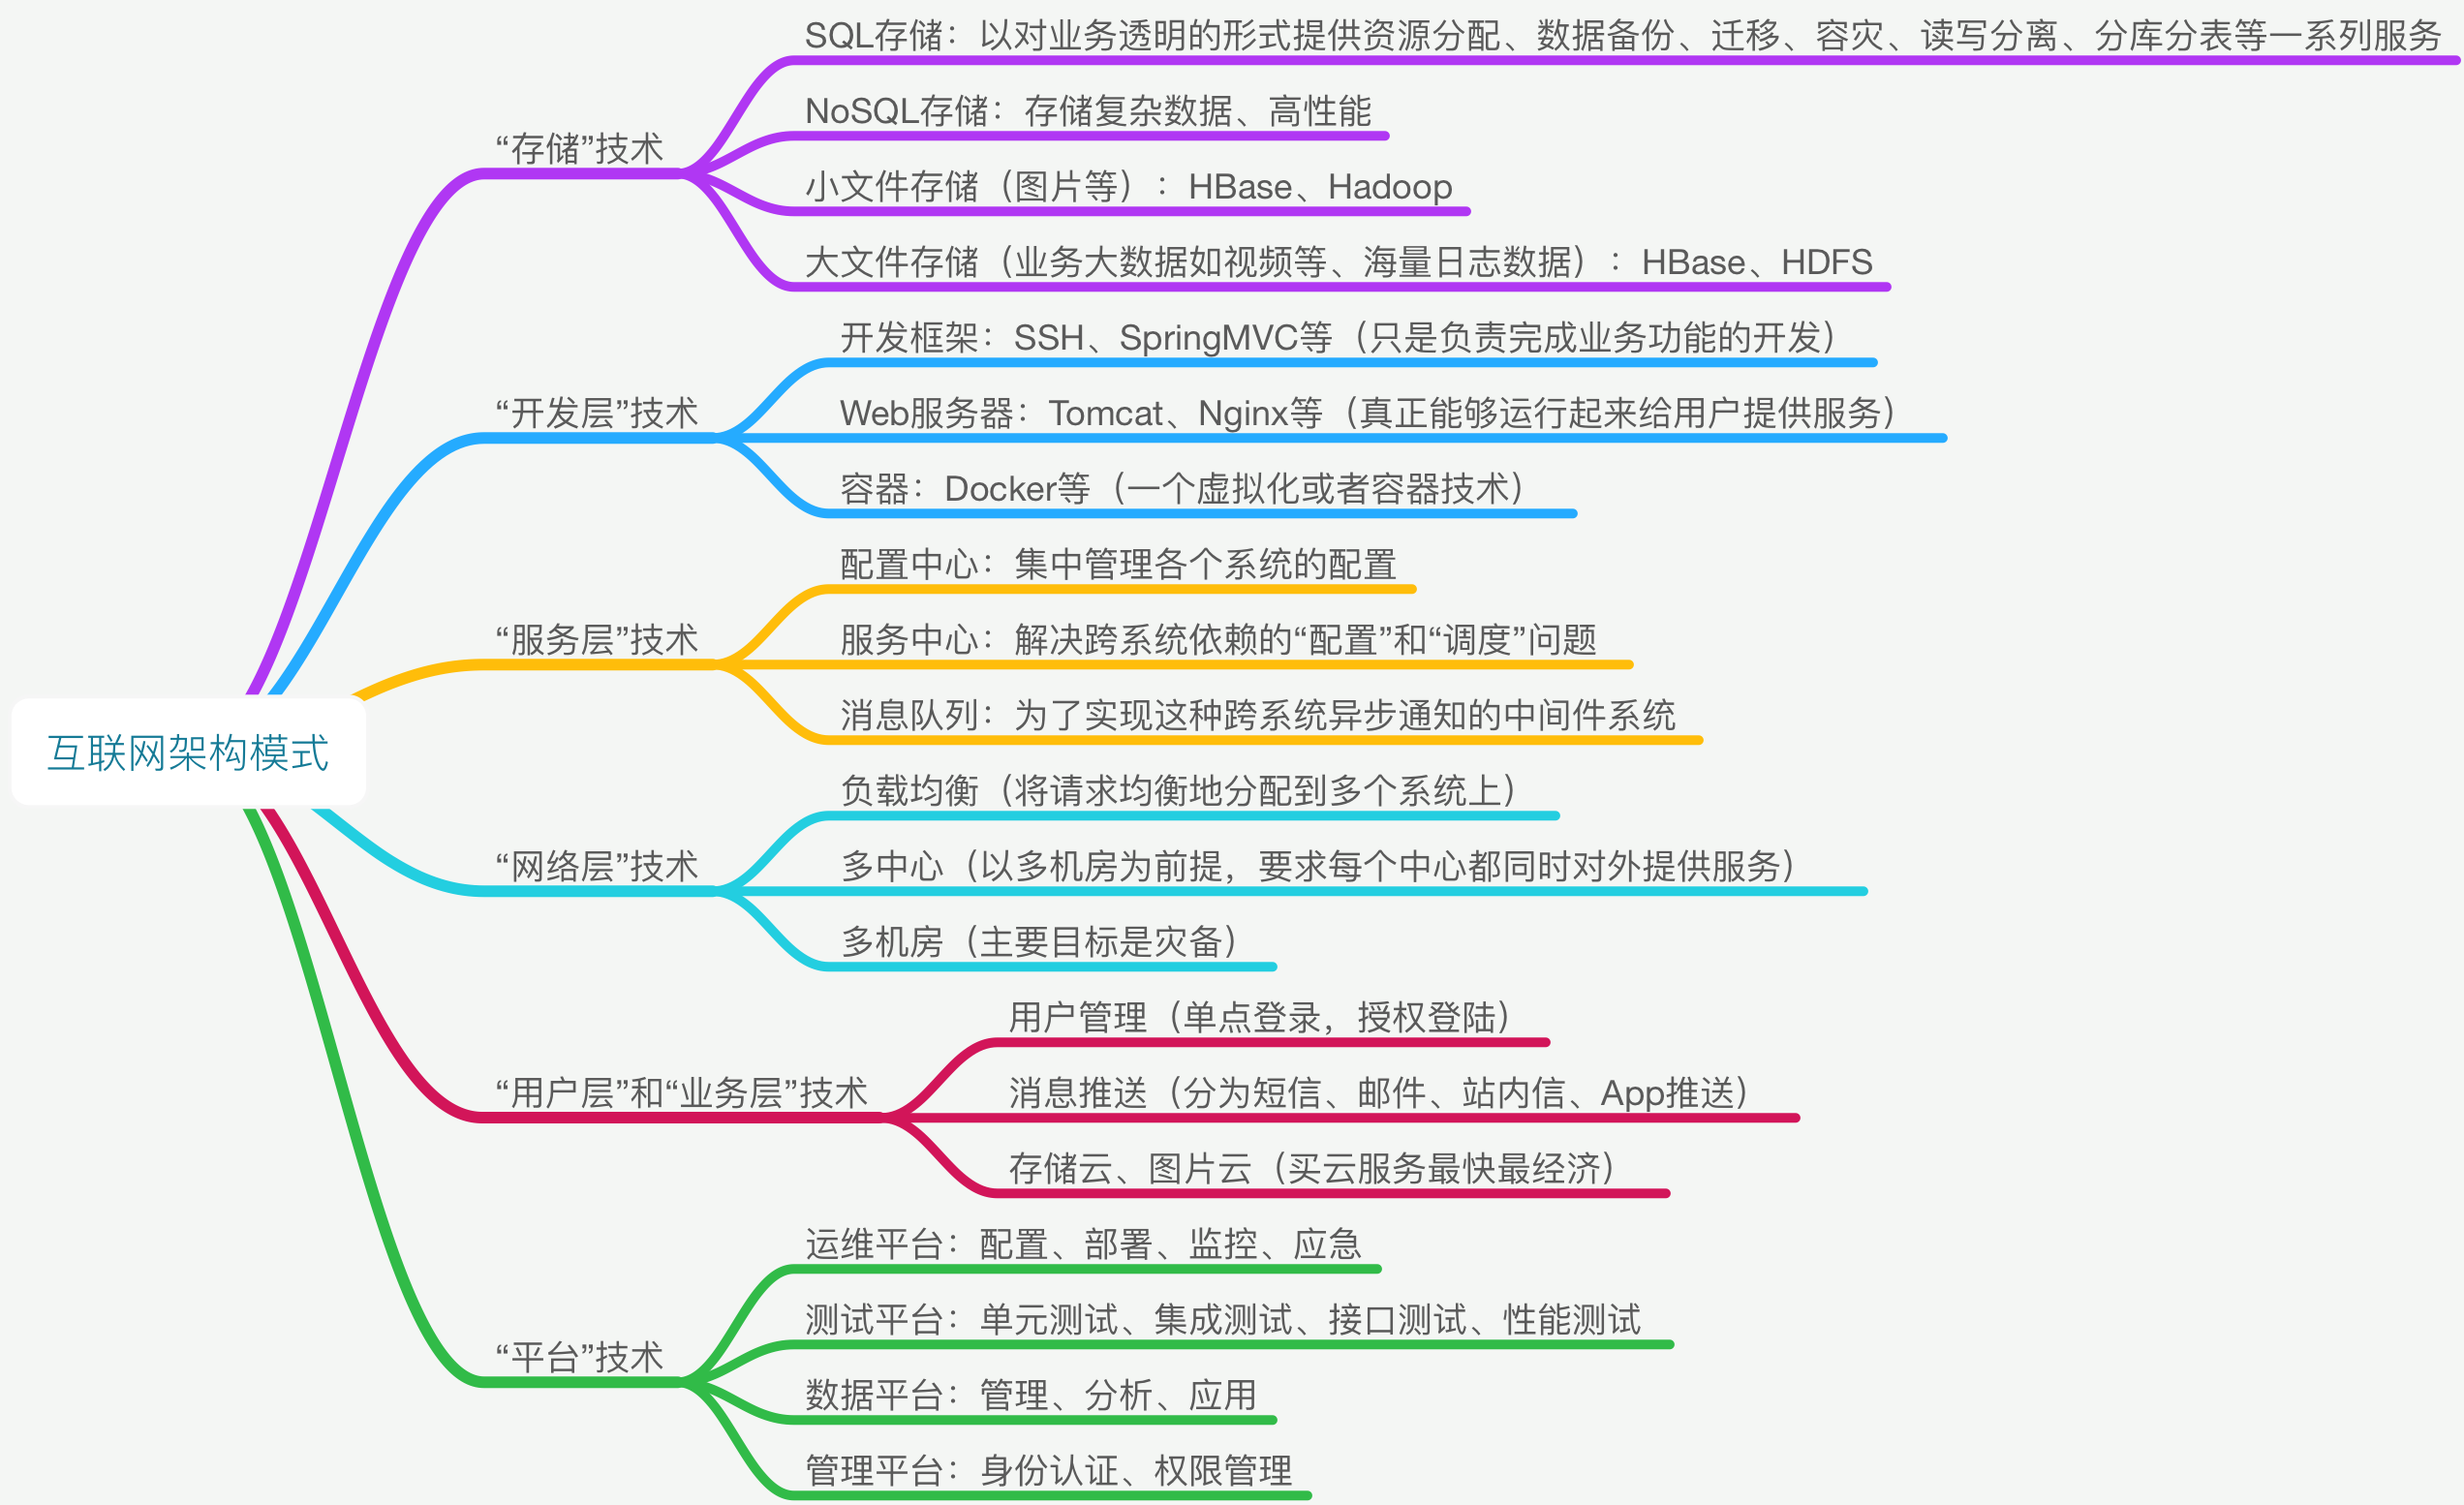 互联网架构模式
“存储”技术
SQL存储：以对业务透明的形式提供资源分配、数据备份、迁移、容灾、读写分离、分库分表等一系列服务
NoSQL存储：存储复杂数据、高性能
小文件存储（图片等）：HBase、Hadoop
大文件存储（业务大数据如视频等、海量日志数据）：HBase、HDFS
“开发层”技术
开发框架：SSH、SpringMVC等（只是负责完成业务功能的开发）
Web服务器：Tomcat、Nginx等（真正能够运行起来给用户提供服务）
容器：Docker等（一个虚拟化或者容器技术）
“服务层”技术
配置中心：集中管理各个系统的配置
服务中心：解决跨系统依赖的“配置”和“调度”问题
消息队列：为了实现这种跨系统异步通知的中间件系统
“网络层”技术
负载均衡（将请求均衡地分配到多个系统上）
多中心（以多机房为前提，要求每个中心都同时对外提供服务）
多机房（主要目标是灾备）
“用户层”和“业务层”技术
用户管理（单点登录，授权登陆）
消息推送（分为短信、邮件、站内信、App推送）
存储云、图片云（买云服务最快最经济）
“平台”技术
运维平台：配置、部署、监控、应急
测试平台：单元测试、集成测试、接口测试、性能测试
数据平台：管理、分析、应用
管理平台：身份认证、权限管理